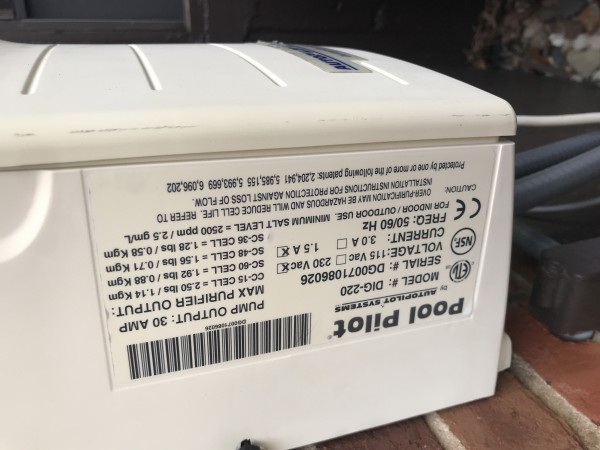 Pool Pilot®
by AUTOPILOT SYSTEMS
MODEL #: DIG-220
SERIAL #: DG0071086026
VOLTAGE: 115 Vac 230 Vac X
CURRENT: 3.0 A 1.5 A X
FREQ: 50/60 Hz
FOR INDOOR / OUTDOOR USE. MINIMUM SALT LEVEL = 2500 ppm / 2.5 gm/L
CAUTION:
OVER-PURIFICATION MAY BE HAZARDOUS AND WILL REDUCE CELL LIFE. REFER TO
INSTALLATION INSTRUCTIONS FOR PROTECTION AGAINST LOSS OF FLOW.
Protected by one or more of the following patents: 2,204,941 5,985,155 5,993,669 6,096,202
PUMP OUTPUT: 30 AMP
MAX PURIFIER OUTPUT:
CC-15 CELL = 2.50 lbs / 1.14 Kgm
SC-60 CELL = 1.92 lbs / 0.88 Kgm
SC-48 CELL = 1.56 lbs / 0.71 Kgm
SC-36 CELL = 1.28 lbs / 0.58 Kgm
DG0071086026
CE
NSF
ETL